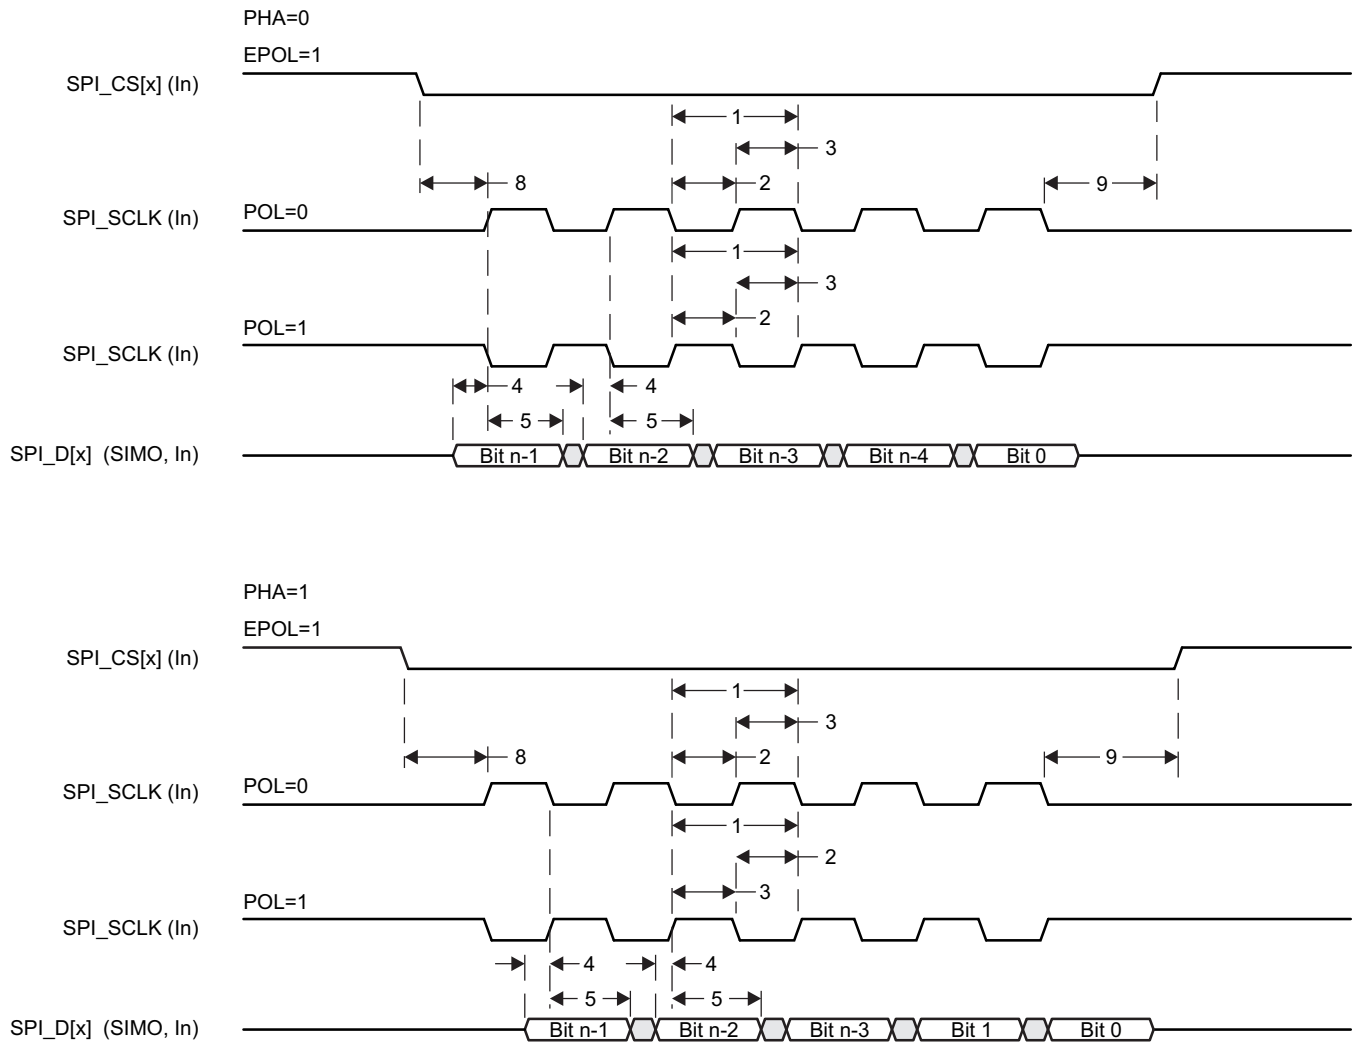 PHA=0
EPOL=1
SPI_CS[x] (In)
1
3
8
2
9
SPI_SCLK (In)
POL=0
1
3
2
POL=1
SPI_SCLK (In)
4
4
5
5
SPI_D[x] (SIMO, In)
Bit n-1
Bit n-2
Bit n-3
Bit n-4
Bit 0
PHA=1
EPOL=1
SPI_CS[x] (In)
1
3
8
2
9
SPI_SCLK (In)
POL=0
1
2
3
POL=1
SPI_SCLK (In)
4
4
5
5
SPI_D[x] (SIMO, In)
Bit n-1
Bit n-2
Bit n-3
Bit 1
Bit 0